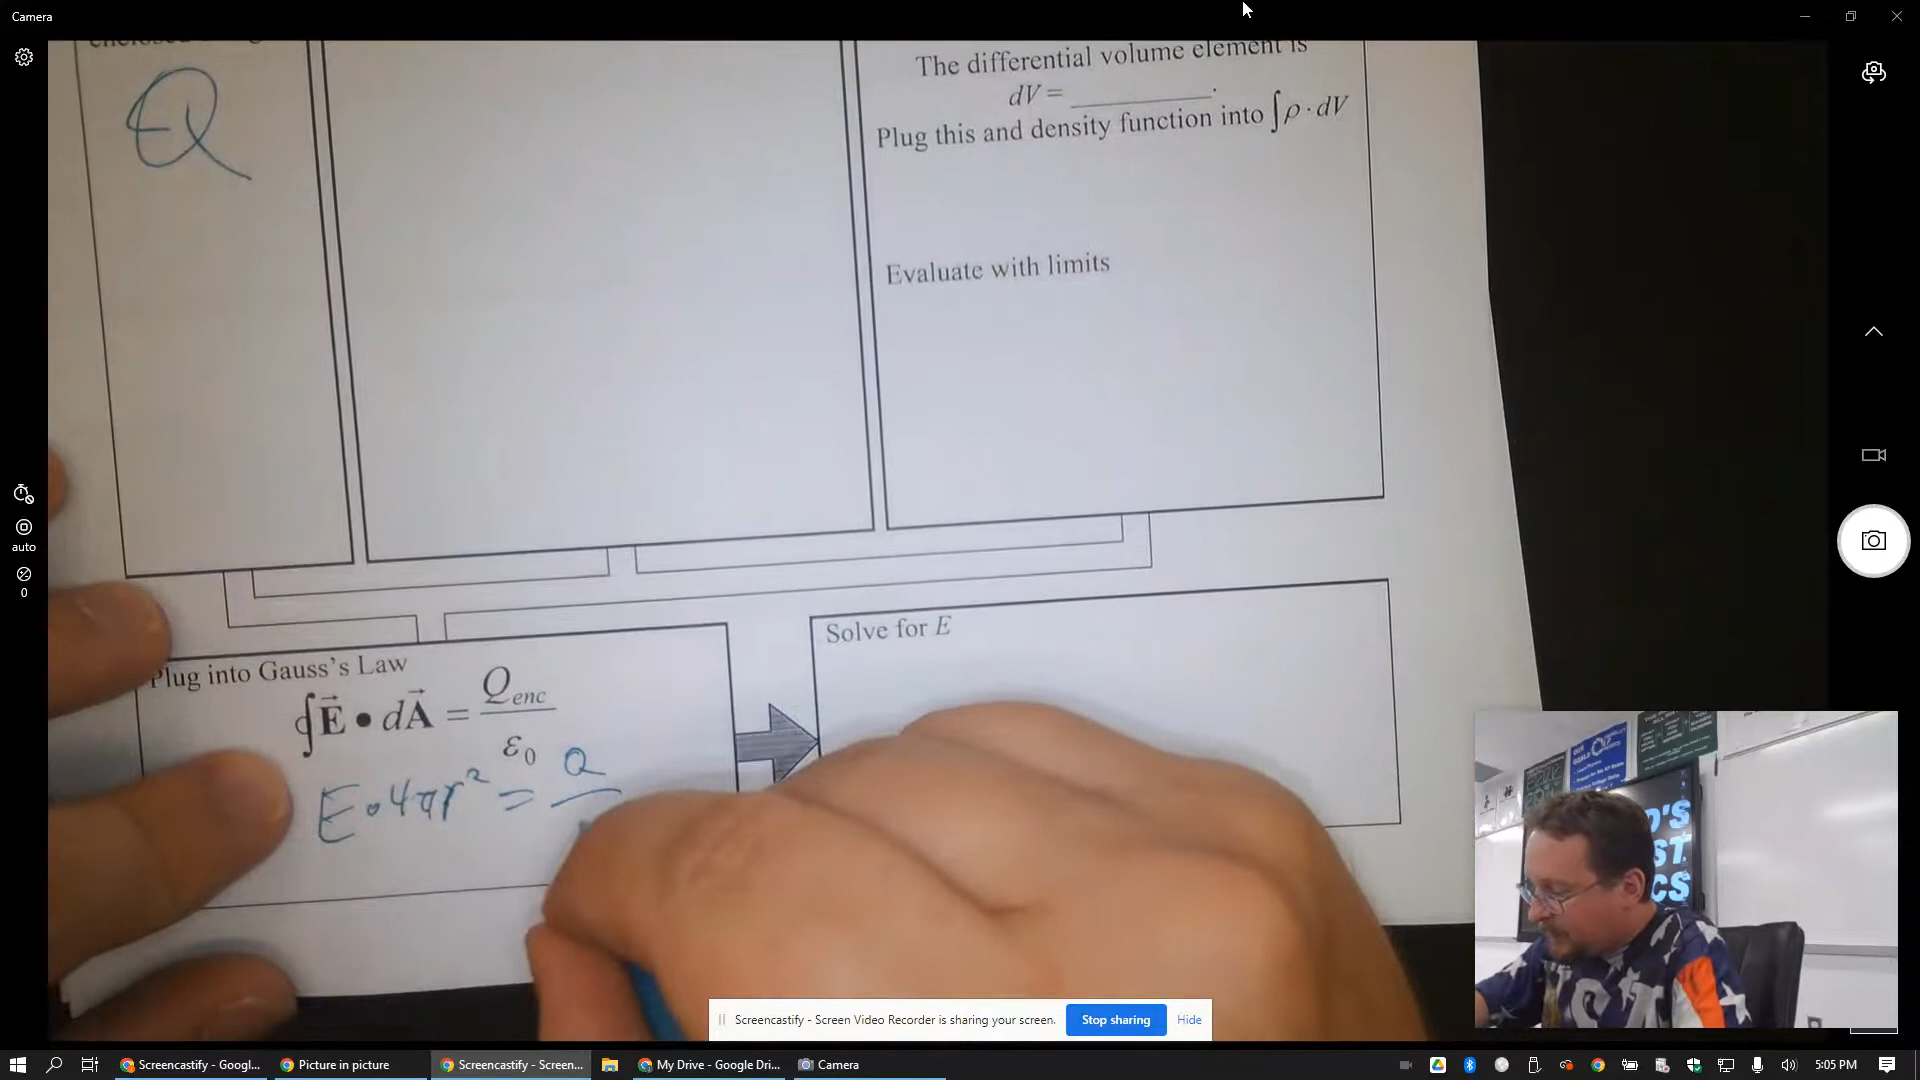 Camera
The differential volume element is
dV = ________.
Plug this and density function into ∫ρ · dV
Q
Evaluate with limits
auto
0
Plug into Gauss's Law
∮E⃗ • dA⃗ = Qenc / ε0
E • 4πr² = Q
Solve for E
Screencastify - Screen Video Recorder is sharing your screen.
Stop sharing
Hide
Screencastify - Googl...
Picture in picture
Screencastify - Screen...
My Drive - Google Dri...
Camera
5:05 PM